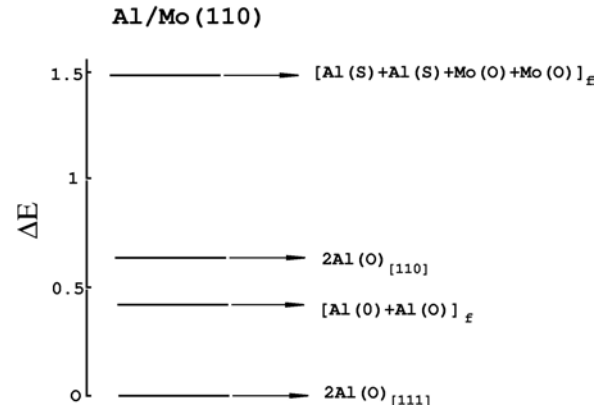 Al/Mo(110)
1.5
[Al(S)+Al(S)+Mo(O)+Mo(O)]f
1
ΔE
2Al(O)[110]
0.5
[Al(0)+Al(O)]f
0
2Al(O)[111]